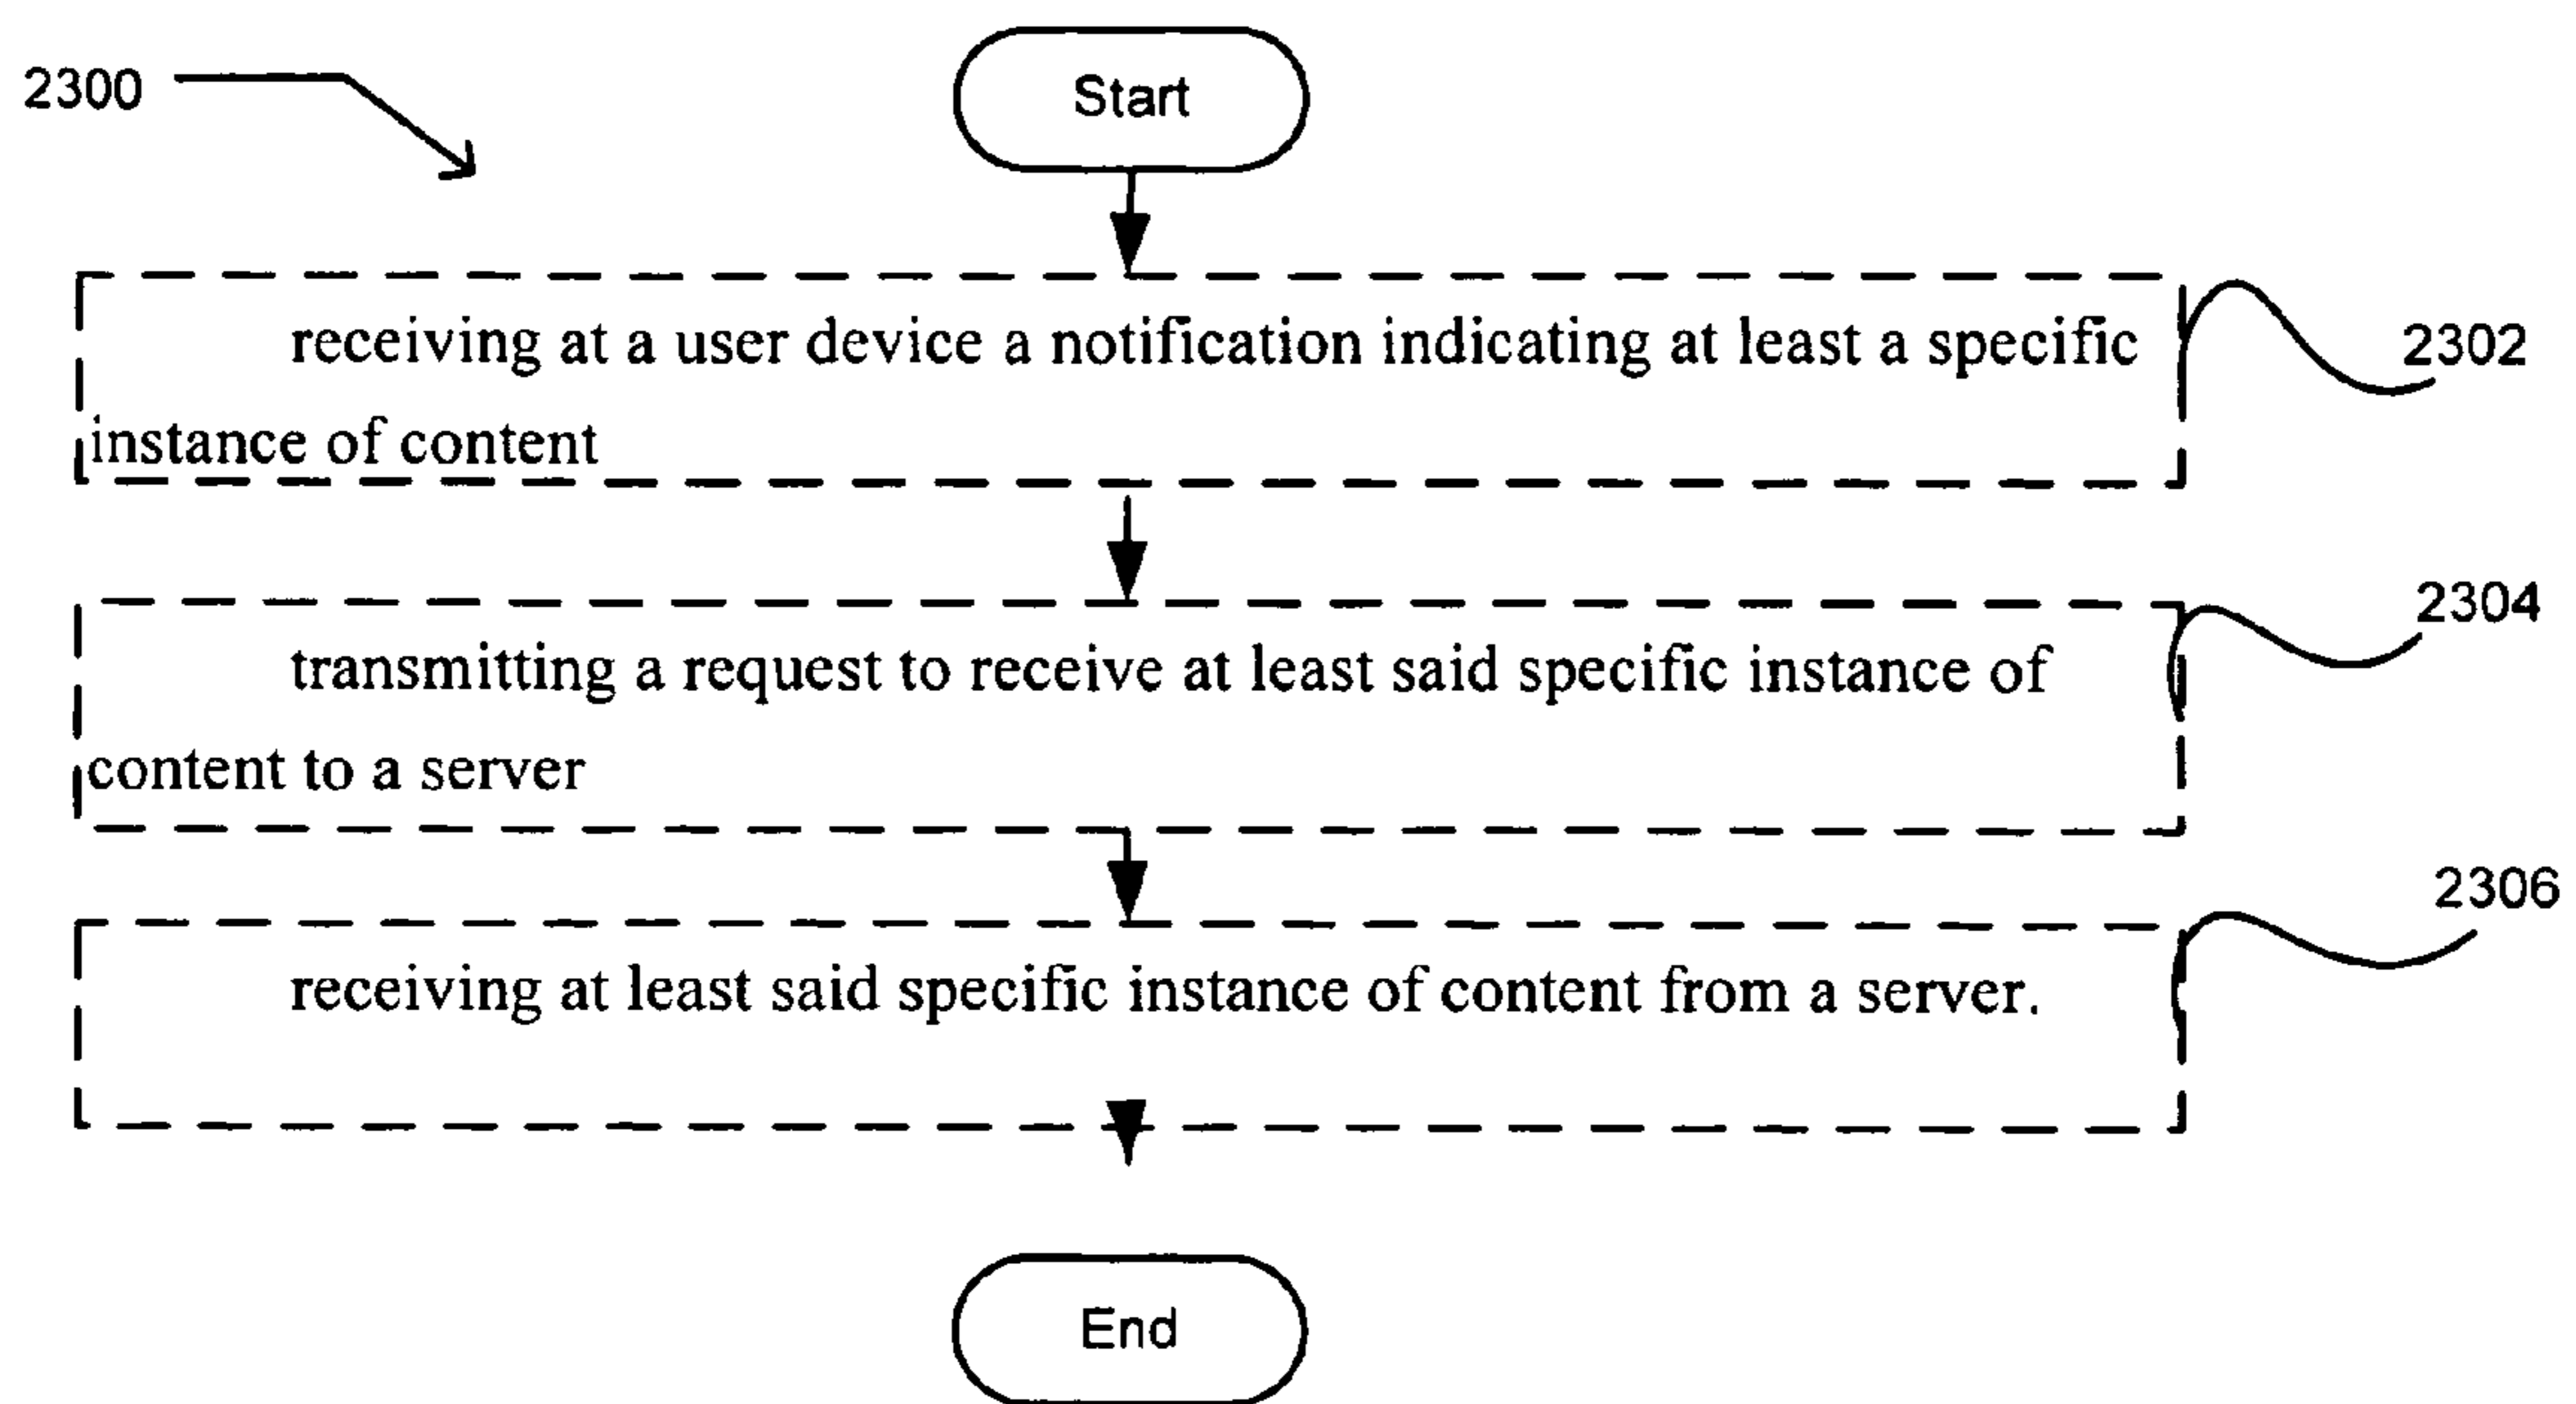 2300
Start
receiving at a user device a notification indicating at least a specific
instance of content
2302
transmitting a request to receive at least said specific instance of
content to a server
2304
receiving at least said specific instance of content from a server.
2306
End